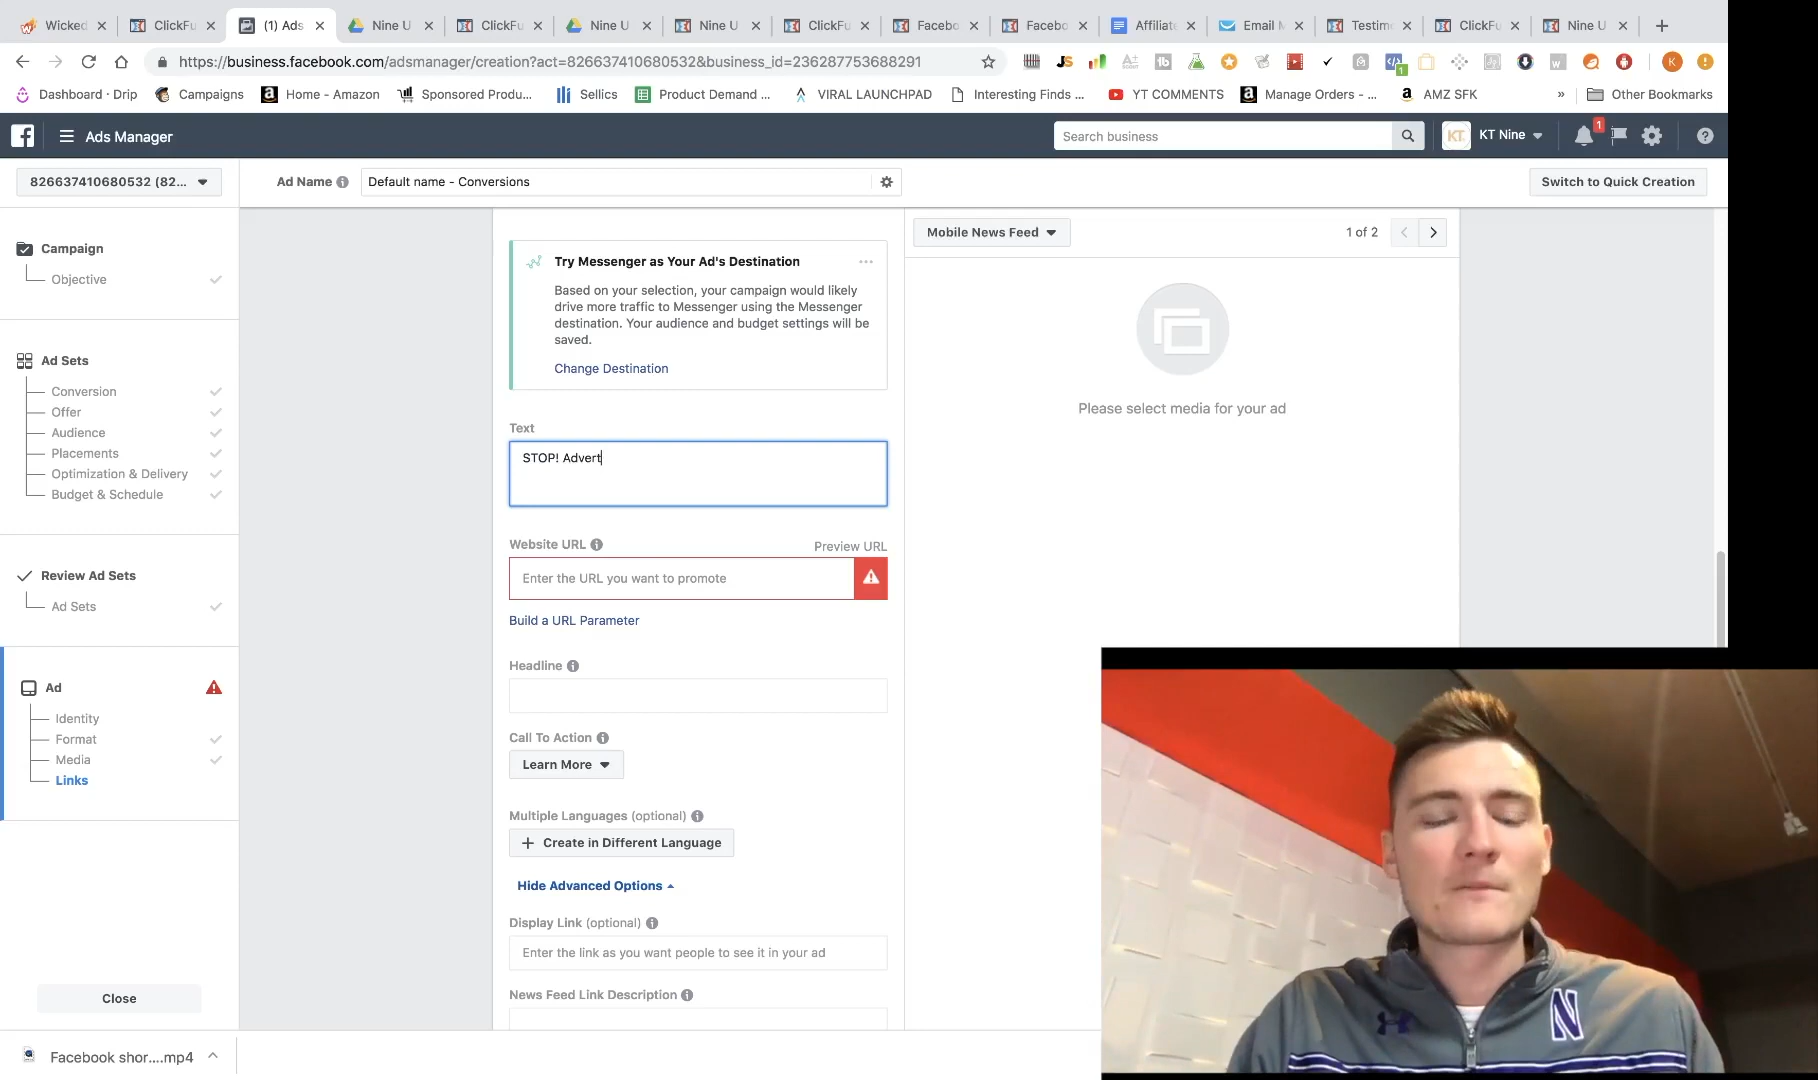 Wicked
ClickFu
(1) Ads
Nine U
ClickFu
Nine U
Nine U
ClickFu
Facebo
Facebo
Affiliate
Email M
Testimo
ClickFu
Nine U
https://business.facebook.com/adsmanager/creation?act=826637410680532&business_id=236287753688291
Dashboard · Drip
Campaigns
Home - Amazon
Sponsored Produ...
Sellics
Product Demand ...
VIRAL LAUNCHPAD
Interesting Finds ...
YT COMMENTS
Manage Orders - ...
AMZ SFK
»
Other Bookmarks
Ads Manager
Search business
KT. KT Nine
1
826637410680532 (82...
Ad Name
Default name - Conversions
Switch to Quick Creation
Campaign
Objective
Ad Sets
Conversion
Offer
Audience
Placements
Optimization & Delivery
Budget & Schedule
Review Ad Sets
Ad Sets
Ad
Identity
Format
Media
Links
Close
Try Messenger as Your Ad's Destination
Based on your selection, your campaign would likely
drive more traffic to Messenger using the Messenger
destination. Your audience and budget settings will be
saved.
Change Destination
Text
STOP! Advert
Website URL
Preview URL
Enter the URL you want to promote
Build a URL Parameter
Headline
Call To Action
Learn More
Multiple Languages (optional)
+ Create in Different Language
Hide Advanced Options
Display Link (optional)
Enter the link as you want people to see it in your ad
News Feed Link Description
Mobile News Feed
1 of 2
Please select media for your ad
N
Facebook shor....mp4